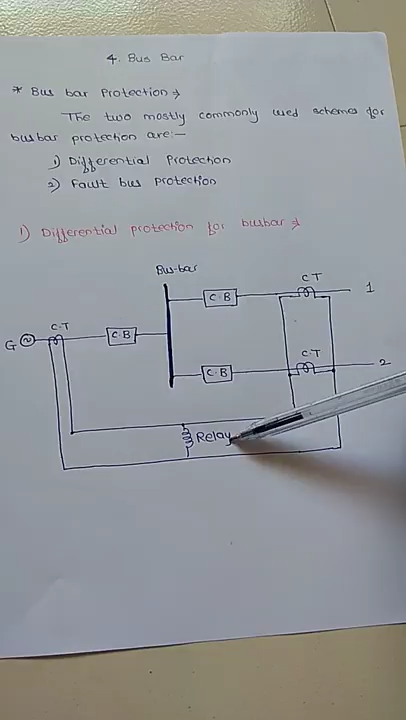 4. Bus Bar
* Bus bar Protection →
The two mostly commonly used schemes for
busbar protection are:-
1) Differential Protection
2) Fault bus protection
1) Differential protection for busbar →
Bus-bar
C.B
C T
1
C.T
G
~
C.B
C.T
C.B
2
Relay